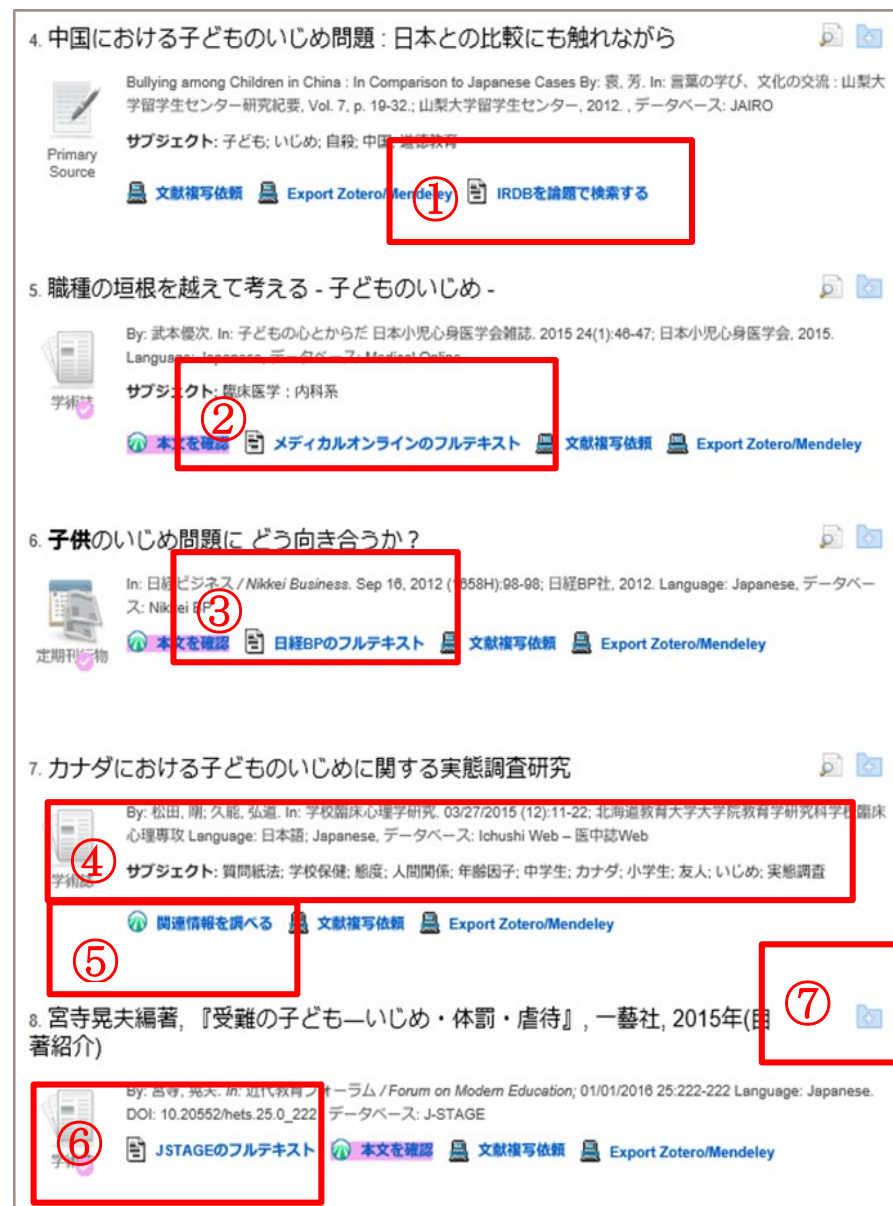 4. 中国における子どものいじめ問題 : 日本との比較にも触れながら
Bullying among Children in China : In Comparison to Japanese Cases By: 袁, 芳. In: 言葉の学び、文化の交流 : 山梨大
学留学生センター研究紀要, Vol. 7, p. 19-32.; 山梨大学留学生センター, 2012. , データベース: JAIRO
サブジェクト: 子ども; いじめ; 自殺; 中国; 道徳教育
Primary
Source
文献複写依頼 Export Zotero/Mendeley IRDBを論題で検索する
①
5. 職種の垣根を越えて考える - 子どものいじめ -
By: 武本優次. In: 子どもの心とからだ 日本小児心身医学会雑誌. 2015 24(1):46-47; 日本小児心身医学会, 2015.
Language: Japanese, データベース: Medical Online
サブジェクト: 臨床医学 : 内科系
学術誌
②
本文を確認 メディカルオンラインのフルテキスト 文献複写依頼 Export Zotero/Mendeley
6. 子供のいじめ問題に どう向き合うか？
In: 日経ビジネス / Nikkei Business. Sep 16, 2012 (1658H):98-98; 日経BP社, 2012. Language: Japanese, データベー
ス: Nikkei BP
③
本文を確認 日経BPのフルテキスト 文献複写依頼 Export Zotero/Mendeley
定期刊行物
7. カナダにおける子どものいじめに関する実態調査研究
By: 松田, 剛; 久能, 弘道. In: 学校臨床心理学研究. 03/27/2015 (12):11-22; 北海道教育大学大学院教育学研究科学校臨床
心理専攻 Language: 日本語; Japanese, データベース: Ichushi Web – 医中誌Web
④
学術誌
サブジェクト: 質問紙法; 学校保健; 態度; 人間関係; 年齢因子; 中学生; カナダ; 小学生; 友人; いじめ; 実態調査
関連情報を調べる 文献複写依頼 Export Zotero/Mendeley
⑤
⑦
8. 宮寺晃夫編著, 『受難の子ども―いじめ・体罰・虐待』, 一藝社, 2015年(自
著紹介)
By: 宮寺, 晃夫. In: 近代教育フォーラム / Forum on Modern Education; 01/01/2016 25:222-222 Language: Japanese.
DOI: 10.20552/hets.25.0_222, データベース: J-STAGE
⑥
学術誌
JSTAGEのフルテキスト 本文を確認 文献複写依頼 Export Zotero/Mendeley